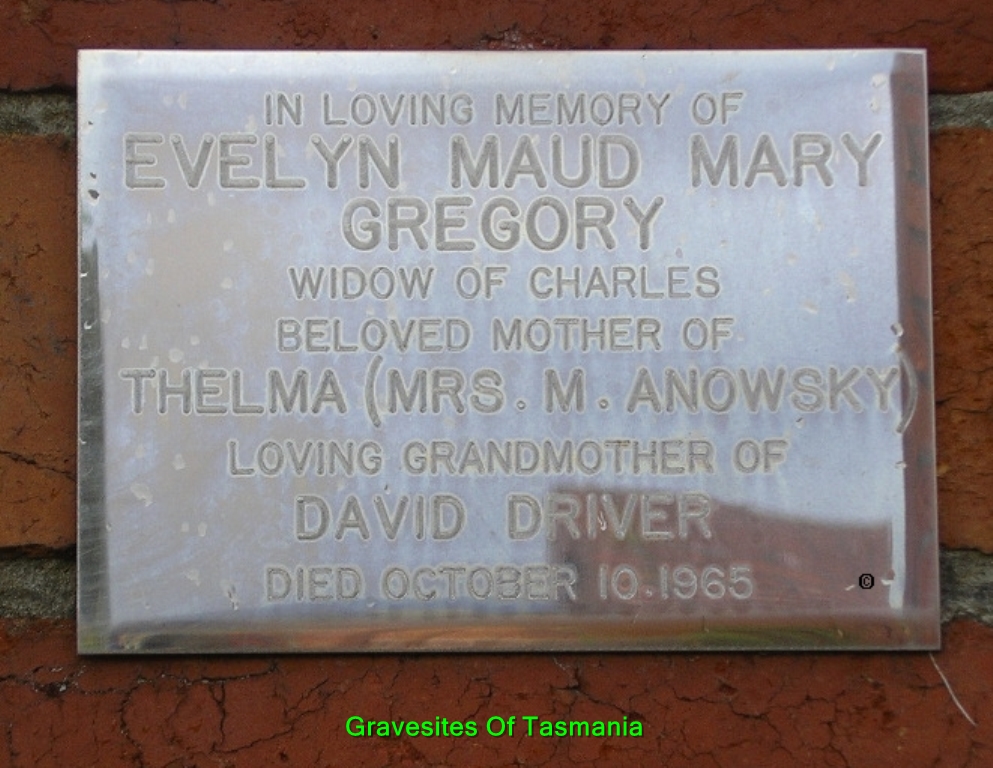 IN LOVING MEMORY OF
EVELYN MAUD MARY
GREGORY
WIDOW OF CHARLES
BELOVED MOTHER OF
THELMA (MRS. M. ANOWSKY)
LOVING GRANDMOTHER OF
DAVID DRIVER
DIED OCTOBER 10.1965
©
Gravesites Of Tasmania